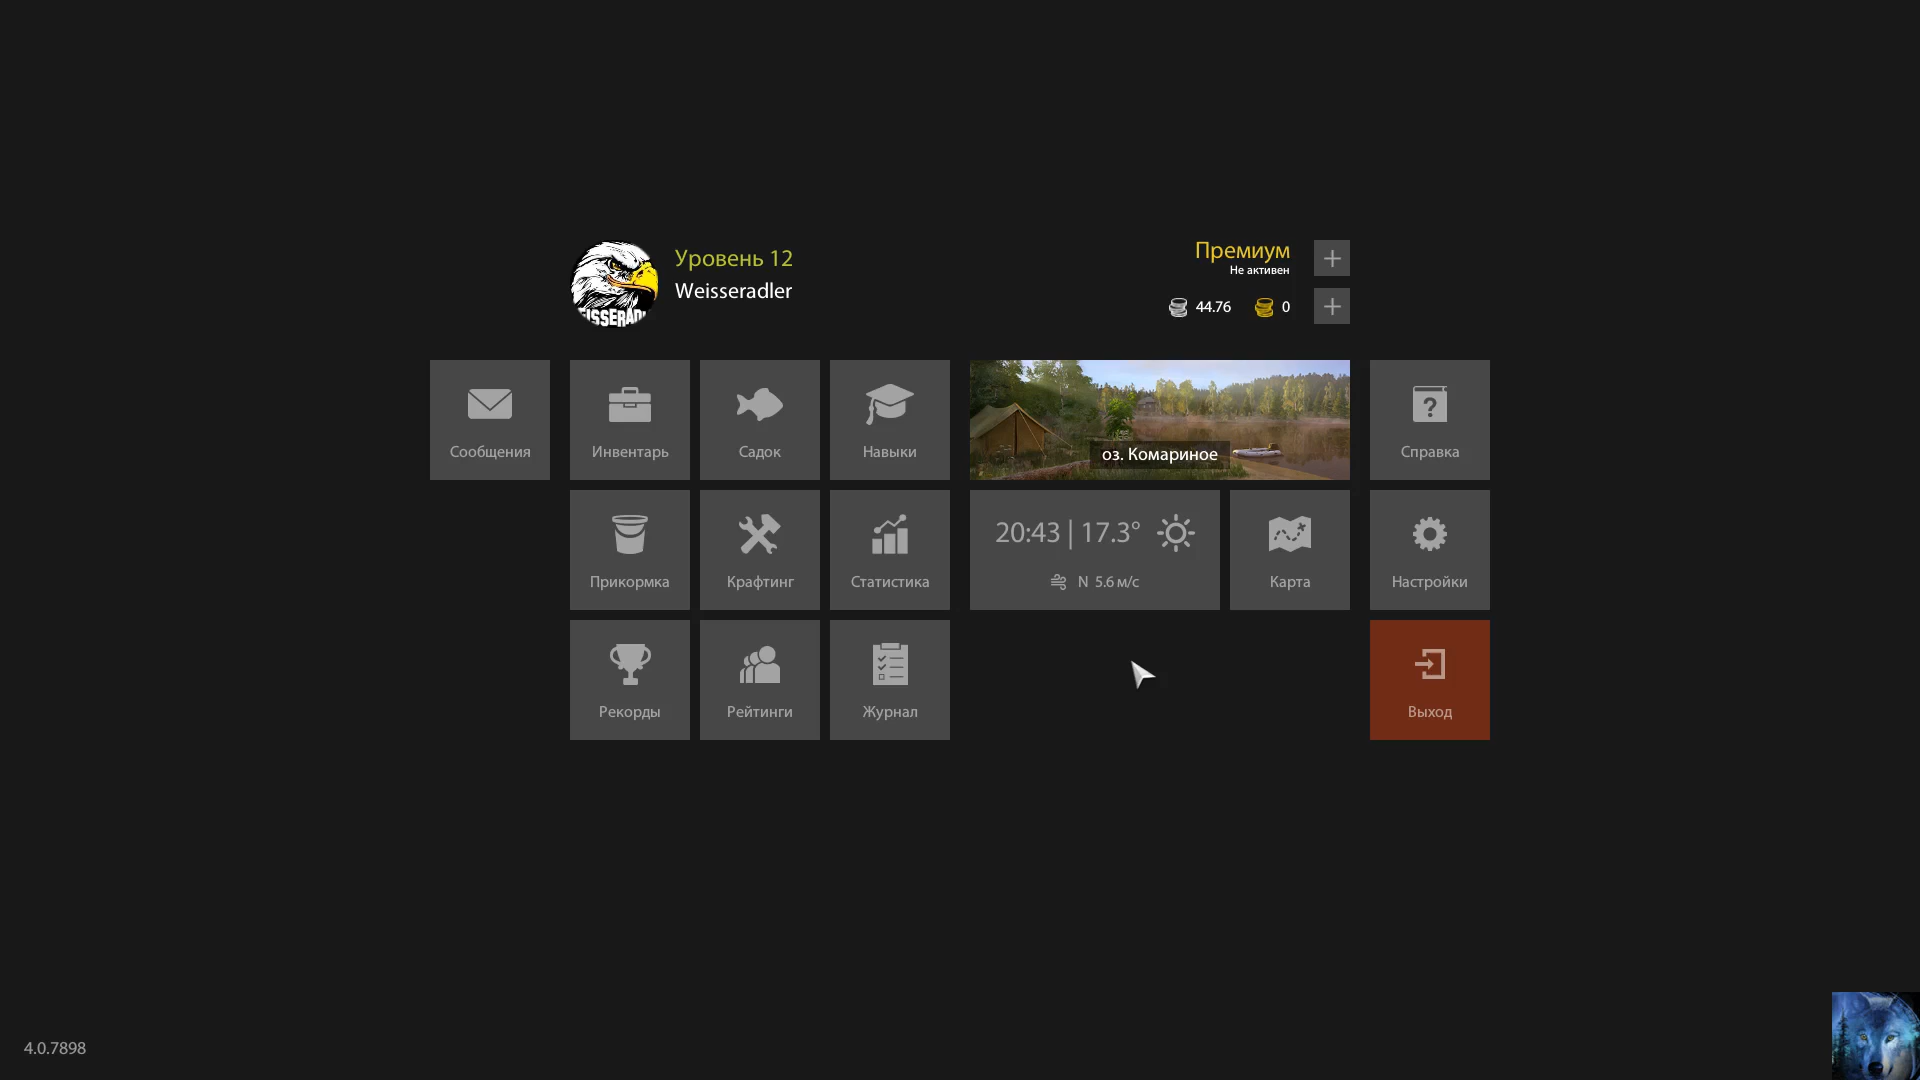 Уровень 12
Weisseradler
Премиум
Не активен
44.76
0
Сообщения
Инвентарь
Садок
Навыки
оз. Комариное
Справка
Прикормка
Крафтинг
Статистика
20:43 | 17.3°
N 5.6 м/с
Карта
Настройки
Рекорды
Рейтинги
Журнал
Выход
4.0.7898